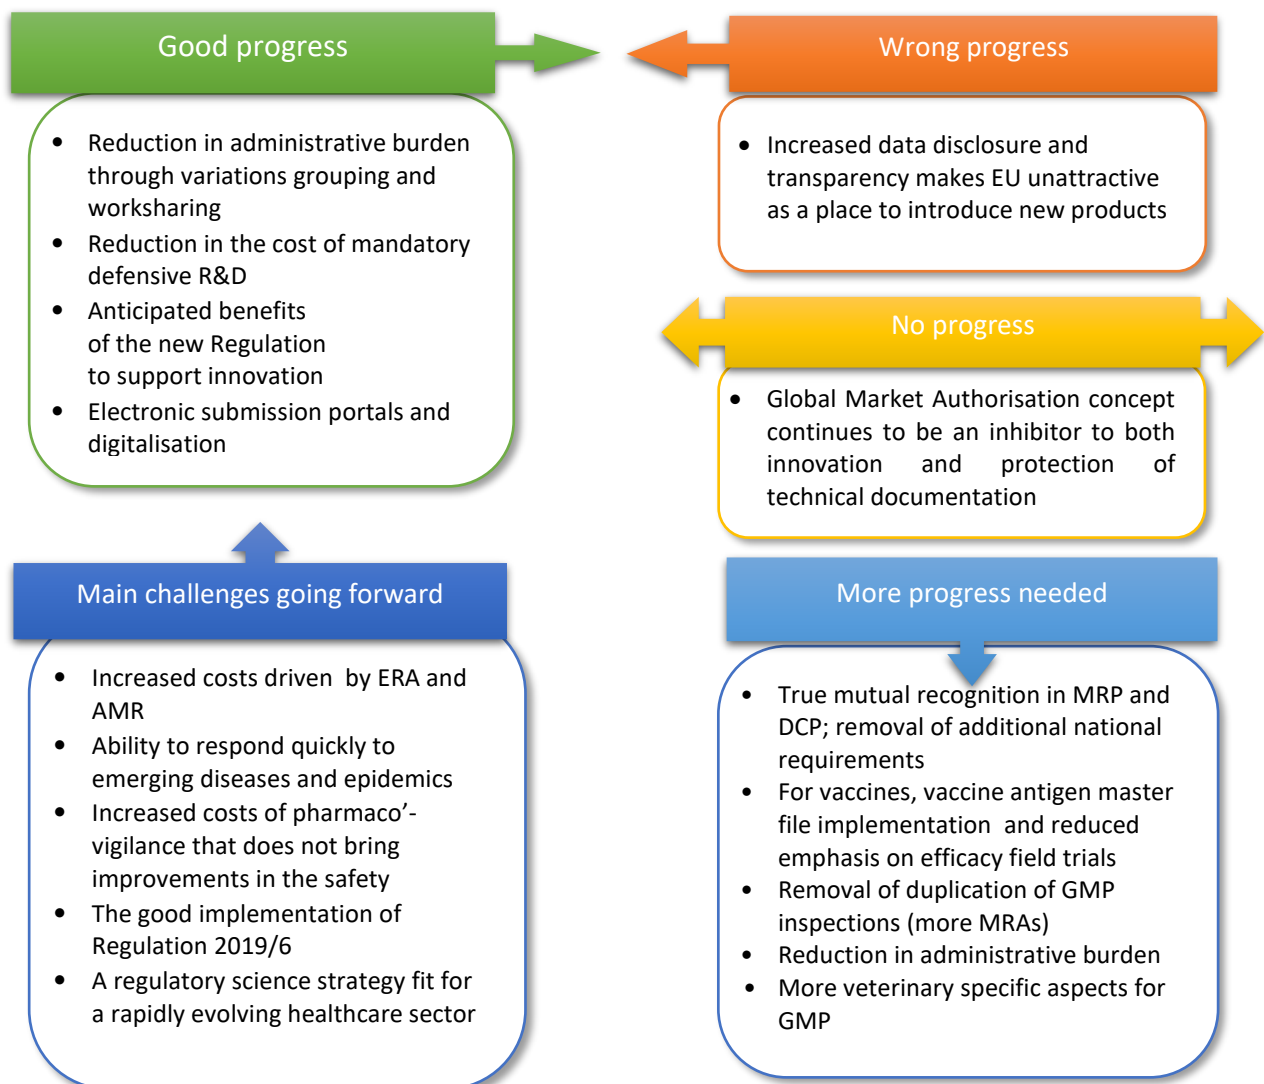 Good progress
• Reduction in administrative burden
through variations grouping and
worksharing
• Reduction in the cost of mandatory
defensive R&D
• Anticipated benefits
of the new Regulation
to support innovation
• Electronic submission portals and
digitalisation
Wrong progress
• Increased data disclosure and
transparency makes EU unattractive
as a place to introduce new products
No progress
• Global Market Authorisation concept
continues to be an inhibitor to both
innovation and protection of
technical documentation
Main challenges going forward
• Increased costs driven by ERA and
AMR
• Ability to respond quickly to
emerging diseases and epidemics
• Increased costs of pharmaco’-
vigilance that does not bring
improvements in the safety
• The good implementation of
Regulation 2019/6
• A regulatory science strategy fit for
a rapidly evolving healthcare sector
More progress needed
• True mutual recognition in MRP and
DCP; removal of additional national
requirements
• For vaccines, vaccine antigen master
file implementation and reduced
emphasis on efficacy field trials
• Removal of duplication of GMP
inspections (more MRAs)
• Reduction in administrative burden
• More veterinary specific aspects for
GMP